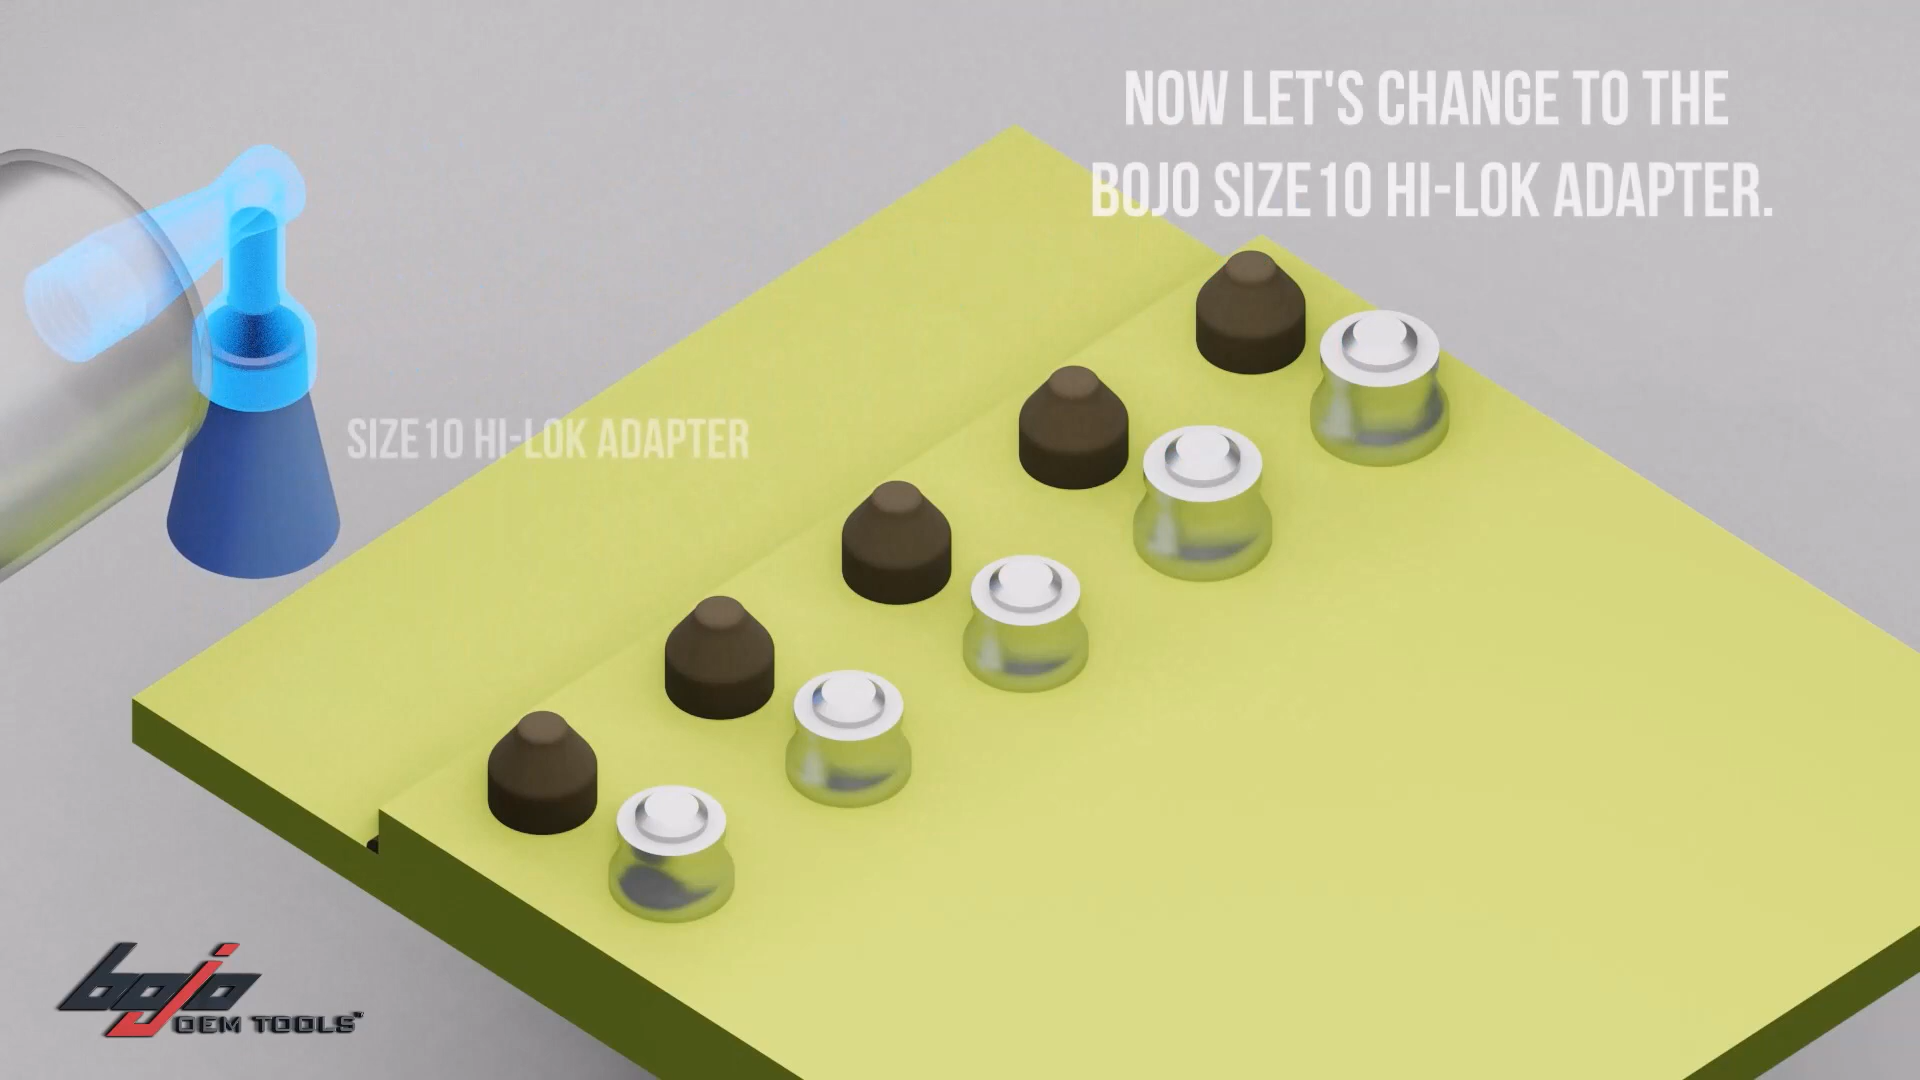 NOW LET'S CHANGE TO THE
BOJO SIZE 10 HI-LOK ADAPTER.
SIZE 10 HI-LOK ADAPTER
bojo
OEM TOOLS